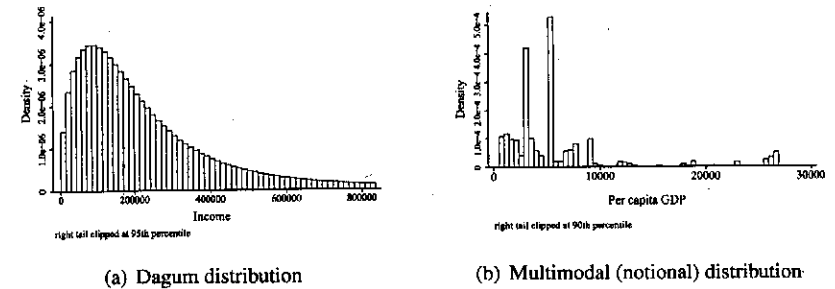 Density
0 1.0e-06 2.0e-06 3.0e-06 4.0e-06
0 200000 400000 600000 800000
Income
right tail clipped at 95th percentile
(a) Dagum distribution
Density
0 1.0e-4 2.0e-4 3.0e-4 4.0e-4 5.0e-4
0 10000 20000 30000
Per capita GDP
right tail clipped at 90th percentile
(b) Multimodal (notional) distribution